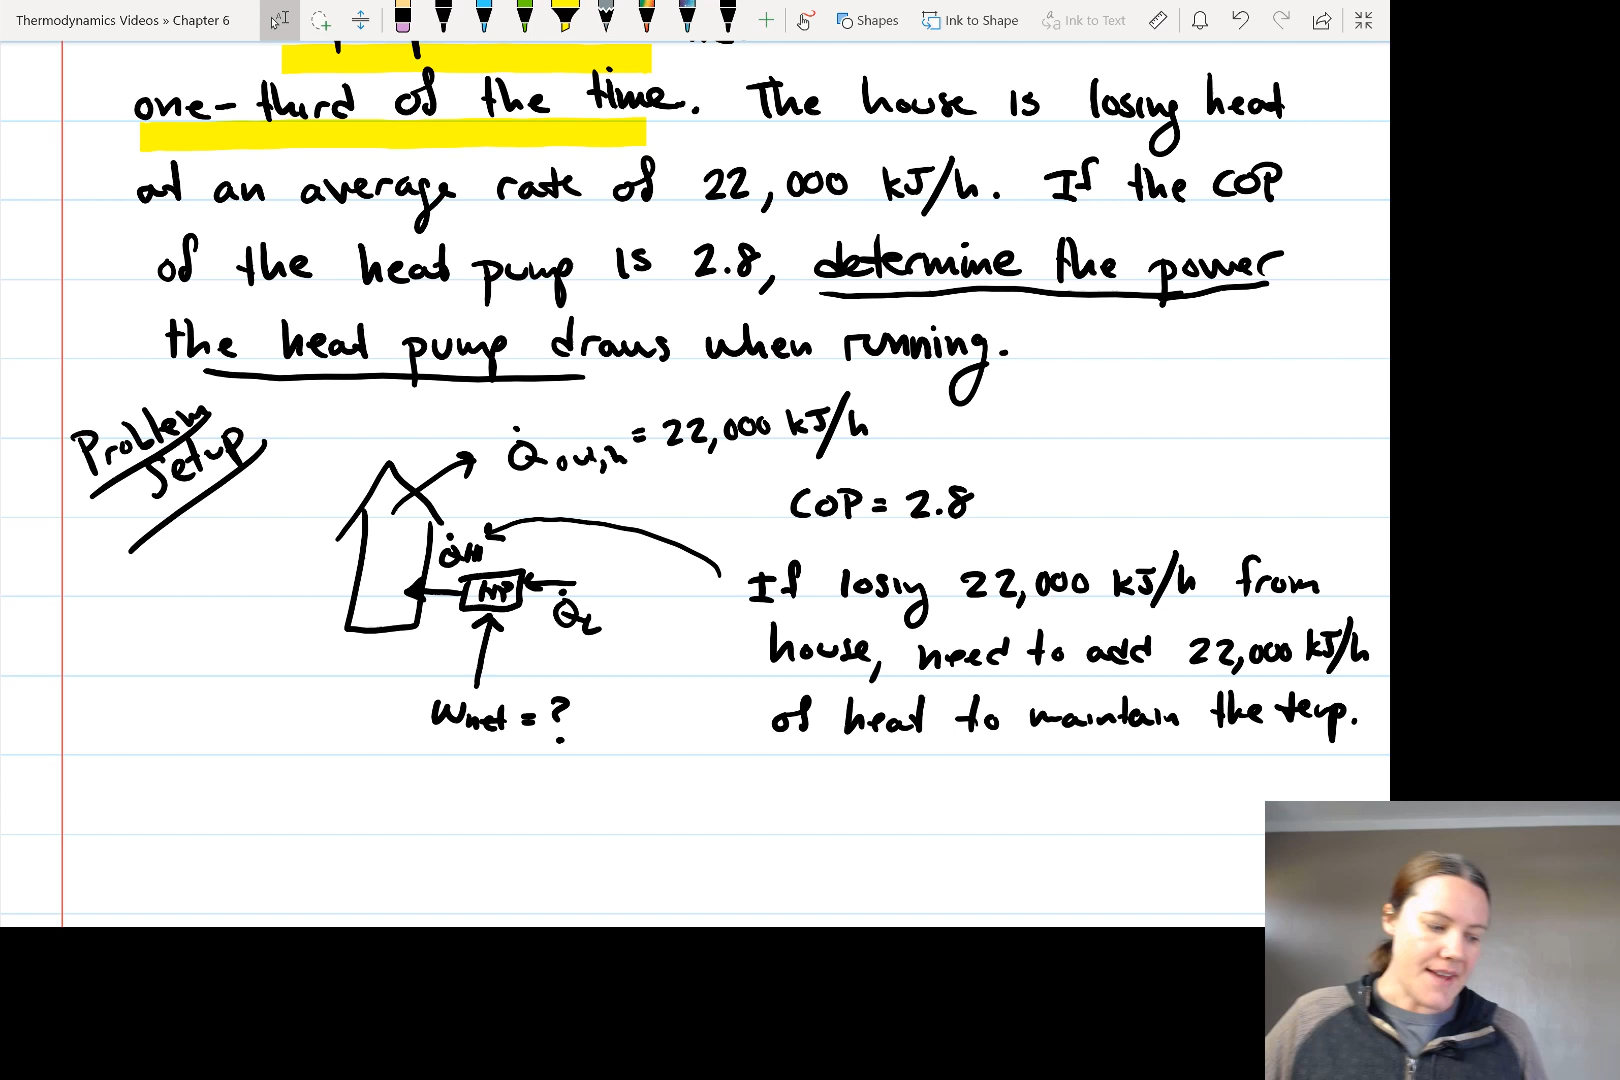 Thermodynamics Videos » Chapter 6
Shapes
Ink to Shape
Ink to Text
one-third of the time. The house is losing heat
at an average rate of 22,000 kJ/h. If the COP
of the heat pump is 2.8, determine the power
the heat pump draws when running.
Problem
Setup
Q̇out,h = 22,000 kJ/h
COP = 2.8
Q̇H
HP
Q̇L
Wnet = ?
If losing 22,000 kJ/h from
house, need to add 22,000 kJ/h
of heat to maintain the temp.